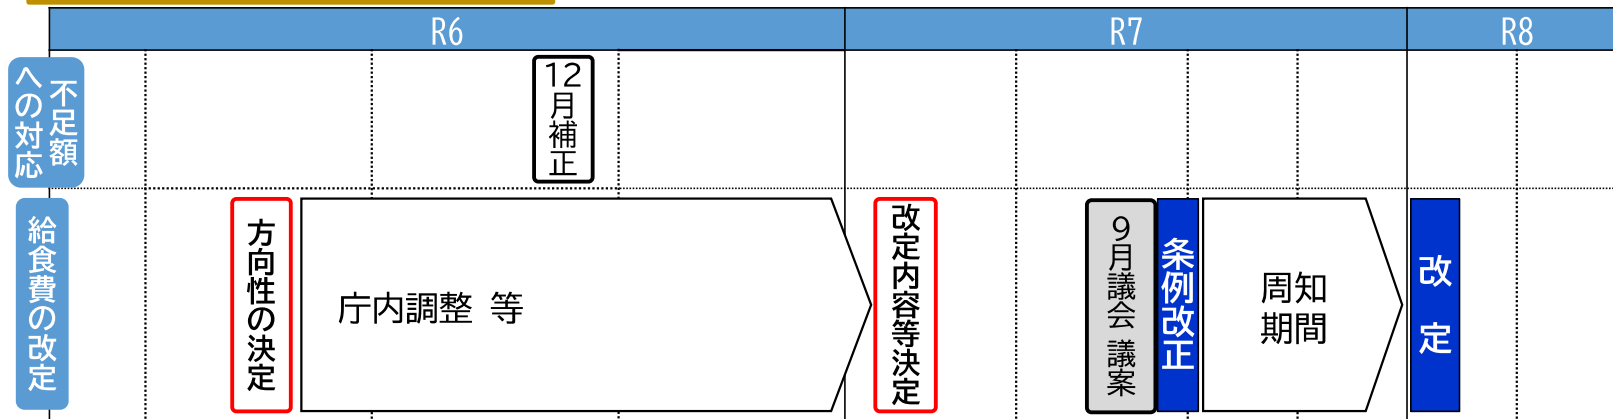 R6
R7
R8
不足額
への対応
12月補正
給食費の改定
方向性の決定
庁内調整 等
改定内容等決定
9月議会 議案
条例改正
周知
期間
改 定